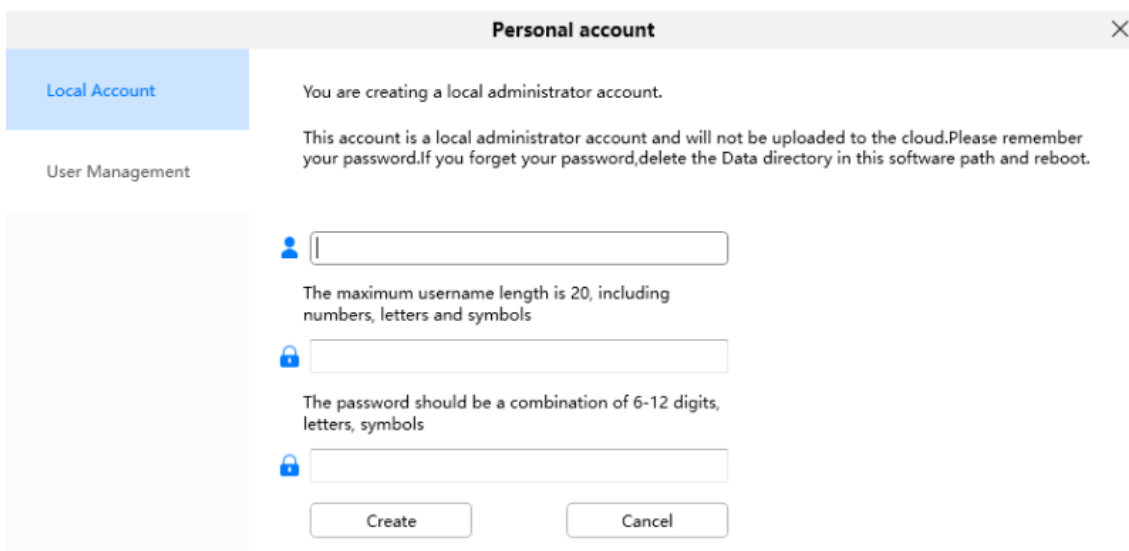 Personal account
Local Account
User Management
You are creating a local administrator account.
This account is a local administrator account and will not be uploaded to the cloud.Please remember
your password.If you forget your password,delete the Data directory in this software path and reboot.
The maximum username length is 20, including
numbers, letters and symbols
The password should be a combination of 6-12 digits,
letters, symbols
Create
Cancel